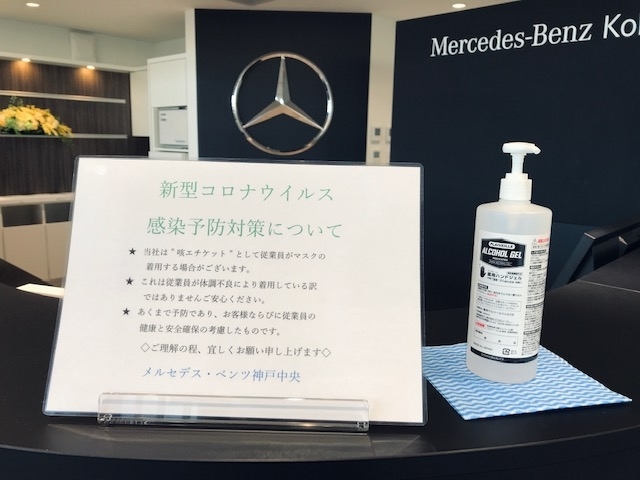 Mercedes-Benz
新型コロナウイルス
感染予防対策について
★ 当社は"咳エチケット"として従業員がマスクの
着用する場合がございます。
★ これは従業員が体調不良により着用している訳
ではありませんご安心ください。
★ あくまで予防であり、お客様ならびに従業員の
健康と安全確保の考慮したものです。
◇ご理解の程、宜しくお願い申し上げます◇
メルセデス・ベンツ神戸中央
ALCOHOL GEL